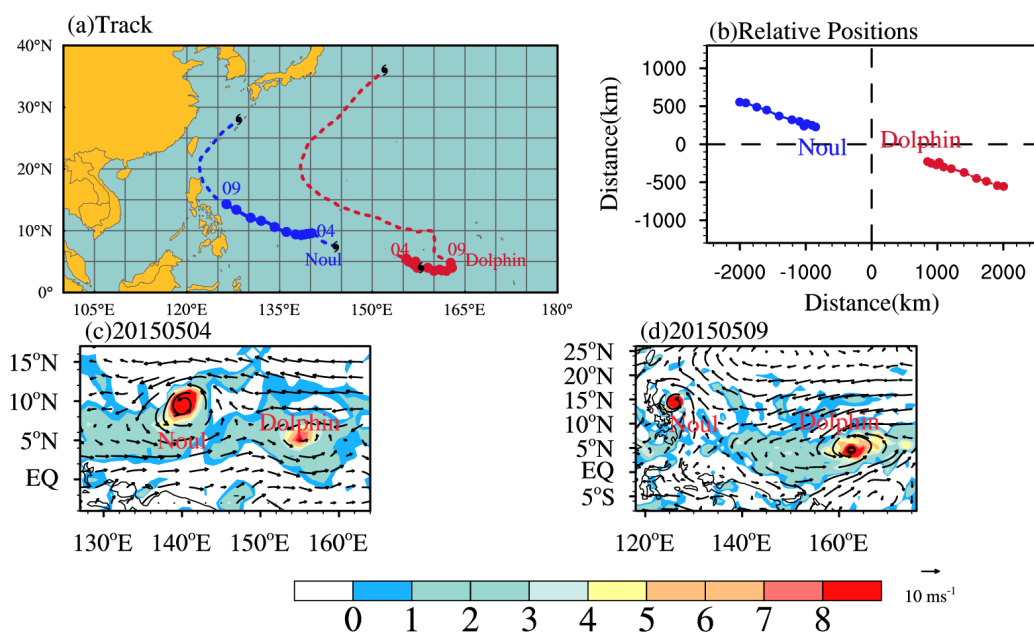 (a)Track
40°N
30°N
20°N
10°N
0°
105°E
120°E
135°E
150°E
165°E
180°
09
04
Noul
04
09
Dolphin
(b)Relative Positions
Distance(km)
1000
500
0
-500
-1000
Noul
Dolphin
-2000
-1000
0
1000
2000
Distance(km)
(c)20150504
15°N
10°N
5°N
EQ
Noul
Dolphin
130°E
140°E
150°E
160°E
(d)20150509
25°N
20°N
15°N
10°N
5°N
EQ
5°S
Noul
Dolphin
120°E
140°E
160°E
0 1 2 3 4 5 6 7 8
10 ms⁻¹